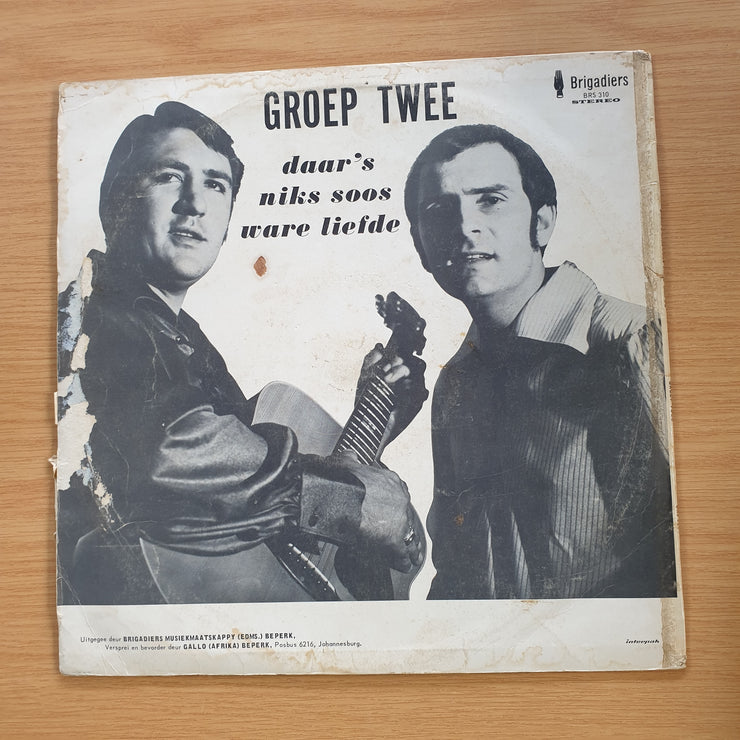 Brigadiers
BRS 310
STEREO
GROEP TWEE
daar's
niks soos
ware liefde
Uitgegee deur BRIGADIERS MUSIEKMAATSKAPPY (EDMS.) BEPERK,
Versprei en bevorder deur GALLO (AFRIKA) BEPERK, Posbus 6216, Johannesburg.
interpak